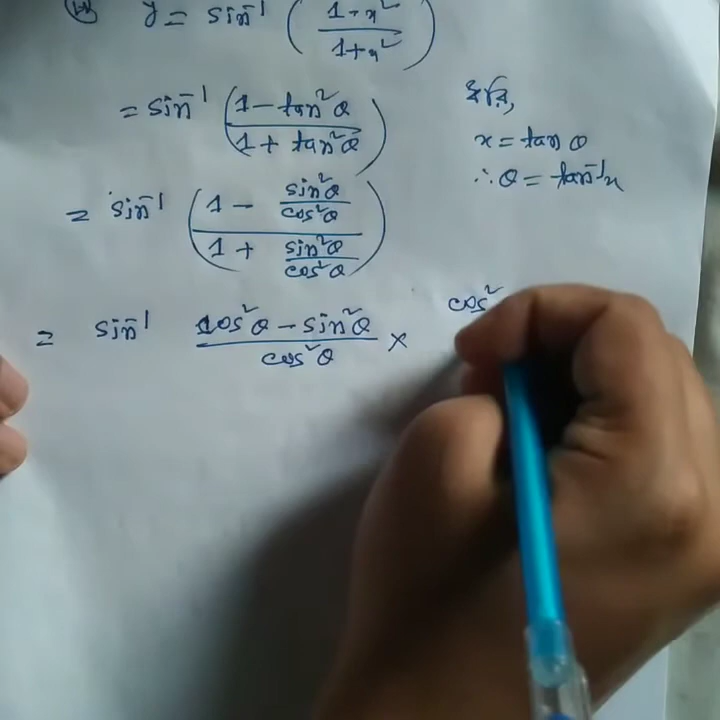 y = sin⁻¹ (1-x²/1+x²)
= sin⁻¹ (1 - tan²θ/1 + tan²θ)
ধরি,
x = tan θ
∴ θ = tan⁻¹x
= sin⁻¹ (1 - sin²θ/cos²θ / 1 + sin²θ/cos²θ)
= sin⁻¹ cos²θ - sin²θ/cos²θ × cos²